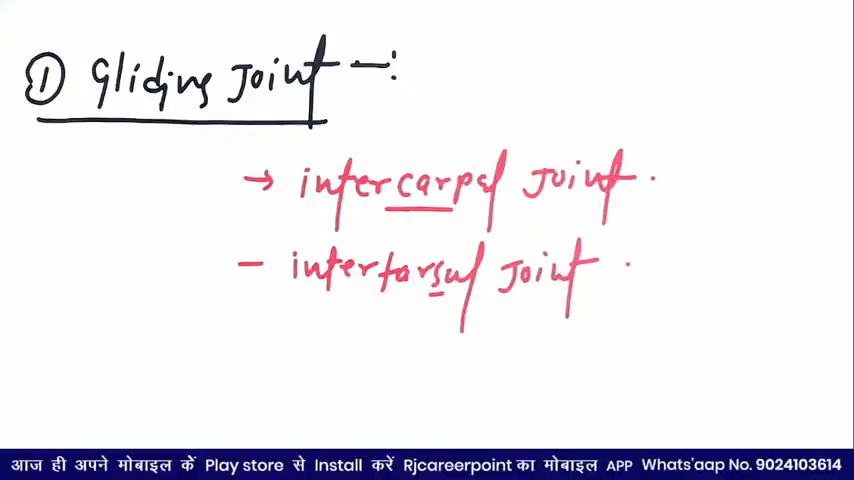 ① Gliding Joint -:
→ intercarpal Joint.
- intertarsal Joint.
आज ही अपने मोबाइल कें Play store से Install करें Rjcareerpoint का मोबाइल APP Whats'aap No. 9024103614